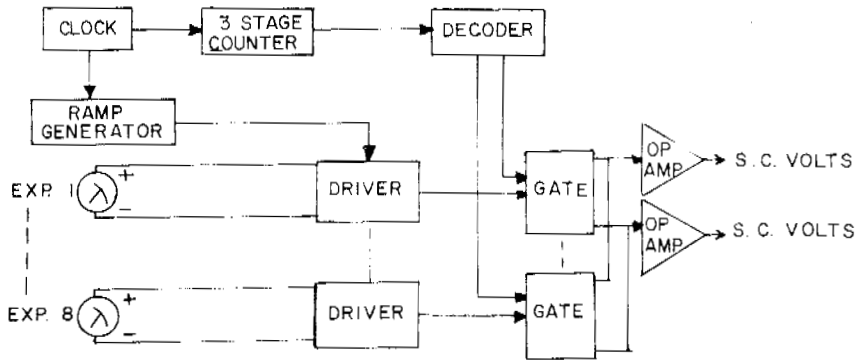 CLOCK
3 STAGE
COUNTER
DECODER
RAMP
GENERATOR
EXP. 1
+
λ
−
DRIVER
GATE
OP
AMP
S.C. VOLTS
OP
AMP
S.C. VOLTS
EXP. 8
+
λ
−
DRIVER
GATE